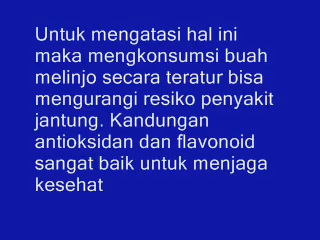 Untuk mengatasi hal ini
maka mengkonsumsi buah
melinjo secara teratur bisa
mengurangi resiko penyakit
jantung. Kandungan
antioksidan dan flavonoid
sangat baik untuk menjaga
kesehat